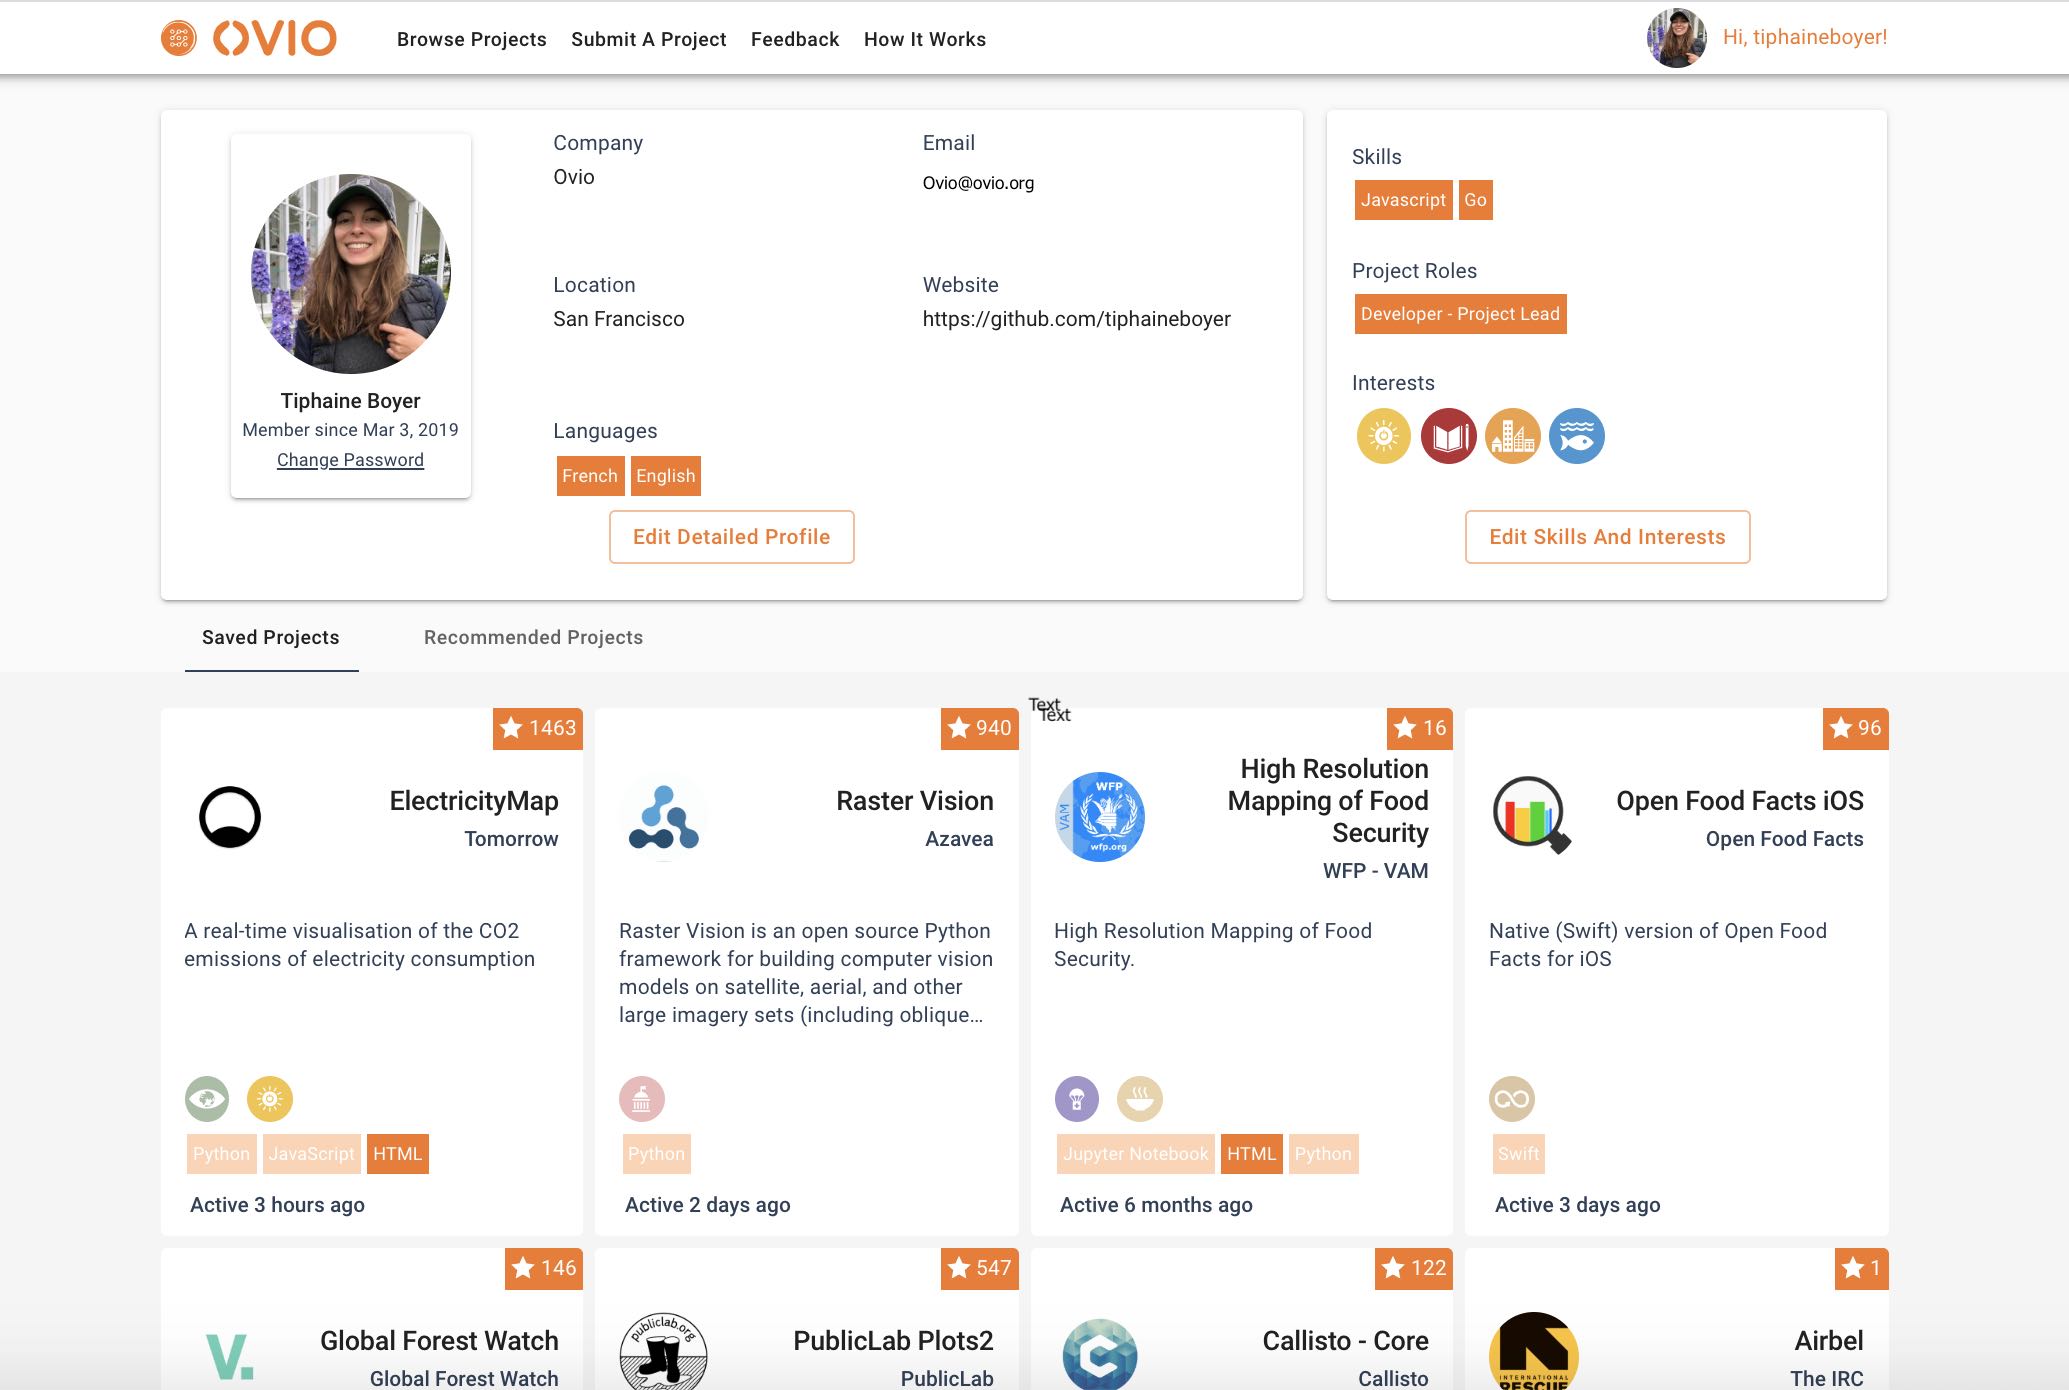 OVIO
Browse Projects
Submit A Project
Feedback
How It Works
Hi, tiphaineboyer!
Tiphaine Boyer
Member since Mar 3, 2019
Change Password
Company
Ovio
Email
Ovio@ovio.org
Location
San Francisco
Website
https://github.com/tiphaineboyer
Languages
French
English
Edit Detailed Profile
Skills
Javascript
Go
Project Roles
Developer - Project Lead
Interests
Edit Skills And Interests
Saved Projects
Recommended Projects
Text
Text
1463
ElectricityMap
Tomorrow
A real-time visualisation of the CO2
emissions of electricity consumption
Python
JavaScript
HTML
Active 3 hours ago
940
Raster Vision
Azavea
Raster Vision is an open source Python
framework for building computer vision
models on satellite, aerial, and other
large imagery sets (including oblique...
Python
Active 2 days ago
16
VAM
WFP
wfp.org
High Resolution
Mapping of Food
Security
WFP - VAM
High Resolution Mapping of Food
Security.
Jupyter Notebook
HTML
Python
Active 6 months ago
96
Open Food Facts iOS
Open Food Facts
Native (Swift) version of Open Food
Facts for iOS
Swift
Active 3 days ago
146
V.
Global Forest Watch
Global Forest Watch
547
publiclab.org
PublicLab Plots2
PublicLab
122
C
Callisto - Core
Callisto
1
INTERNATIONAL
RESCUE
Airbel
The IRC